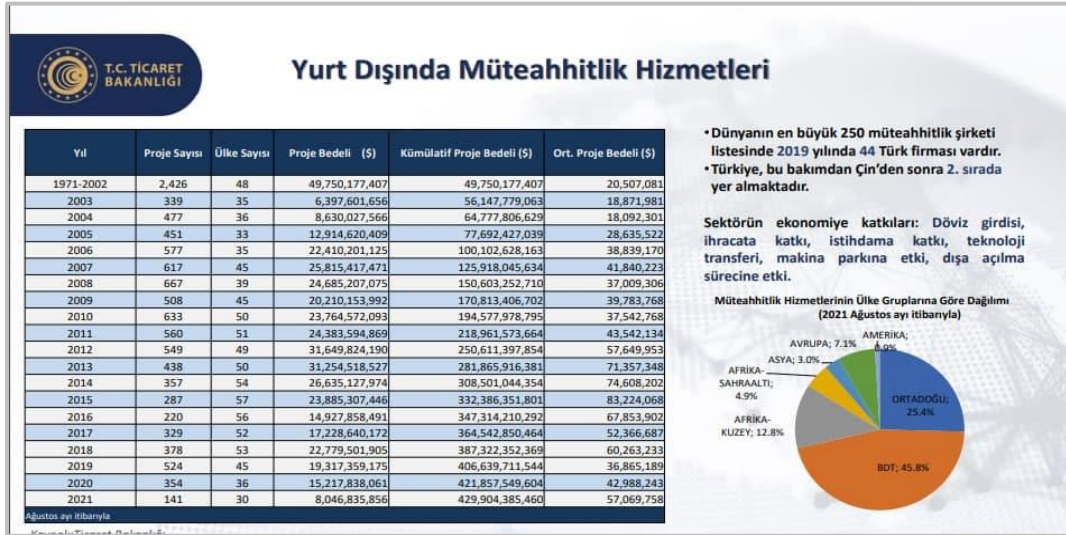 T.C. TİCARET
BAKANLIĞI
Yurt Dışında Müteahhitlik Hizmetleri
Yıl Proje Sayısı Ülke Sayısı Proje Bedeli ($) Kümülatif Proje Bedeli ($) Ort. Proje Bedeli ($)
1971-2002 2,426 48 49,750,177,407 49,750,177,407 20,507,081
2003 339 35 6,397,601,656 56,147,779,063 18,871,981
2004 477 36 8,630,027,566 64,777,806,629 18,092,301
2005 451 33 12,914,620,409 77,692,427,039 28,635,522
2006 577 35 22,410,201,125 100,102,628,163 38,839,170
2007 617 45 25,815,417,471 125,918,045,634 41,840,223
2008 667 39 24,685,207,075 150,603,252,710 37,009,306
2009 508 45 20,210,153,992 170,813,406,702 39,783,768
2010 633 50 23,764,572,093 194,577,978,795 37,542,768
2011 560 51 24,383,594,869 218,961,573,664 43,542,134
2012 549 49 31,649,824,190 250,611,397,854 57,649,953
2013 438 50 31,254,518,527 281,865,916,381 71,357,348
2014 357 54 26,635,127,974 308,501,044,354 74,608,202
2015 287 57 23,885,307,446 332,386,351,801 83,224,068
2016 220 56 14,927,858,491 347,314,210,292 67,853,902
2017 329 52 17,228,640,172 364,542,850,464 52,366,687
2018 378 53 22,779,501,905 387,322,352,369 60,263,233
2019 524 45 19,317,359,175 406,639,711,544 36,865,189
2020 354 36 15,217,838,061 421,857,549,604 42,988,243
2021 141 30 8,046,835,856 429,904,385,460 57,069,758
Ağustos ayı itibarıyla
Kaynak:Ticaret Bakanlığı
•Dünyanın en büyük 250 müteahhitlik şirketi
listesinde 2019 yılında 44 Türk firması vardır.
•Türkiye, bu bakımdan Çin’den sonra 2. sırada
yer almaktadır.
Sektörün ekonomiye katkıları: Döviz girdisi,
ihracata katkı, istihdama katkı, teknoloji
transferi, makina parkına etki, dışa açılma
sürecine etki.
Müteahhitlik Hizmetlerinin Ülke Gruplarına Göre Dağılımı
(2021 Ağustos ayı itibarıyla)
AMERİKA;
0.9%
AVRUPA; 7.1%
ASYA; 3.0%
AFRİKA-
SAHRAALTI;
4.9%
AFRİKA-
KUZEY; 12.8%
ORTADOĞU;
25.4%
BDT; 45.8%